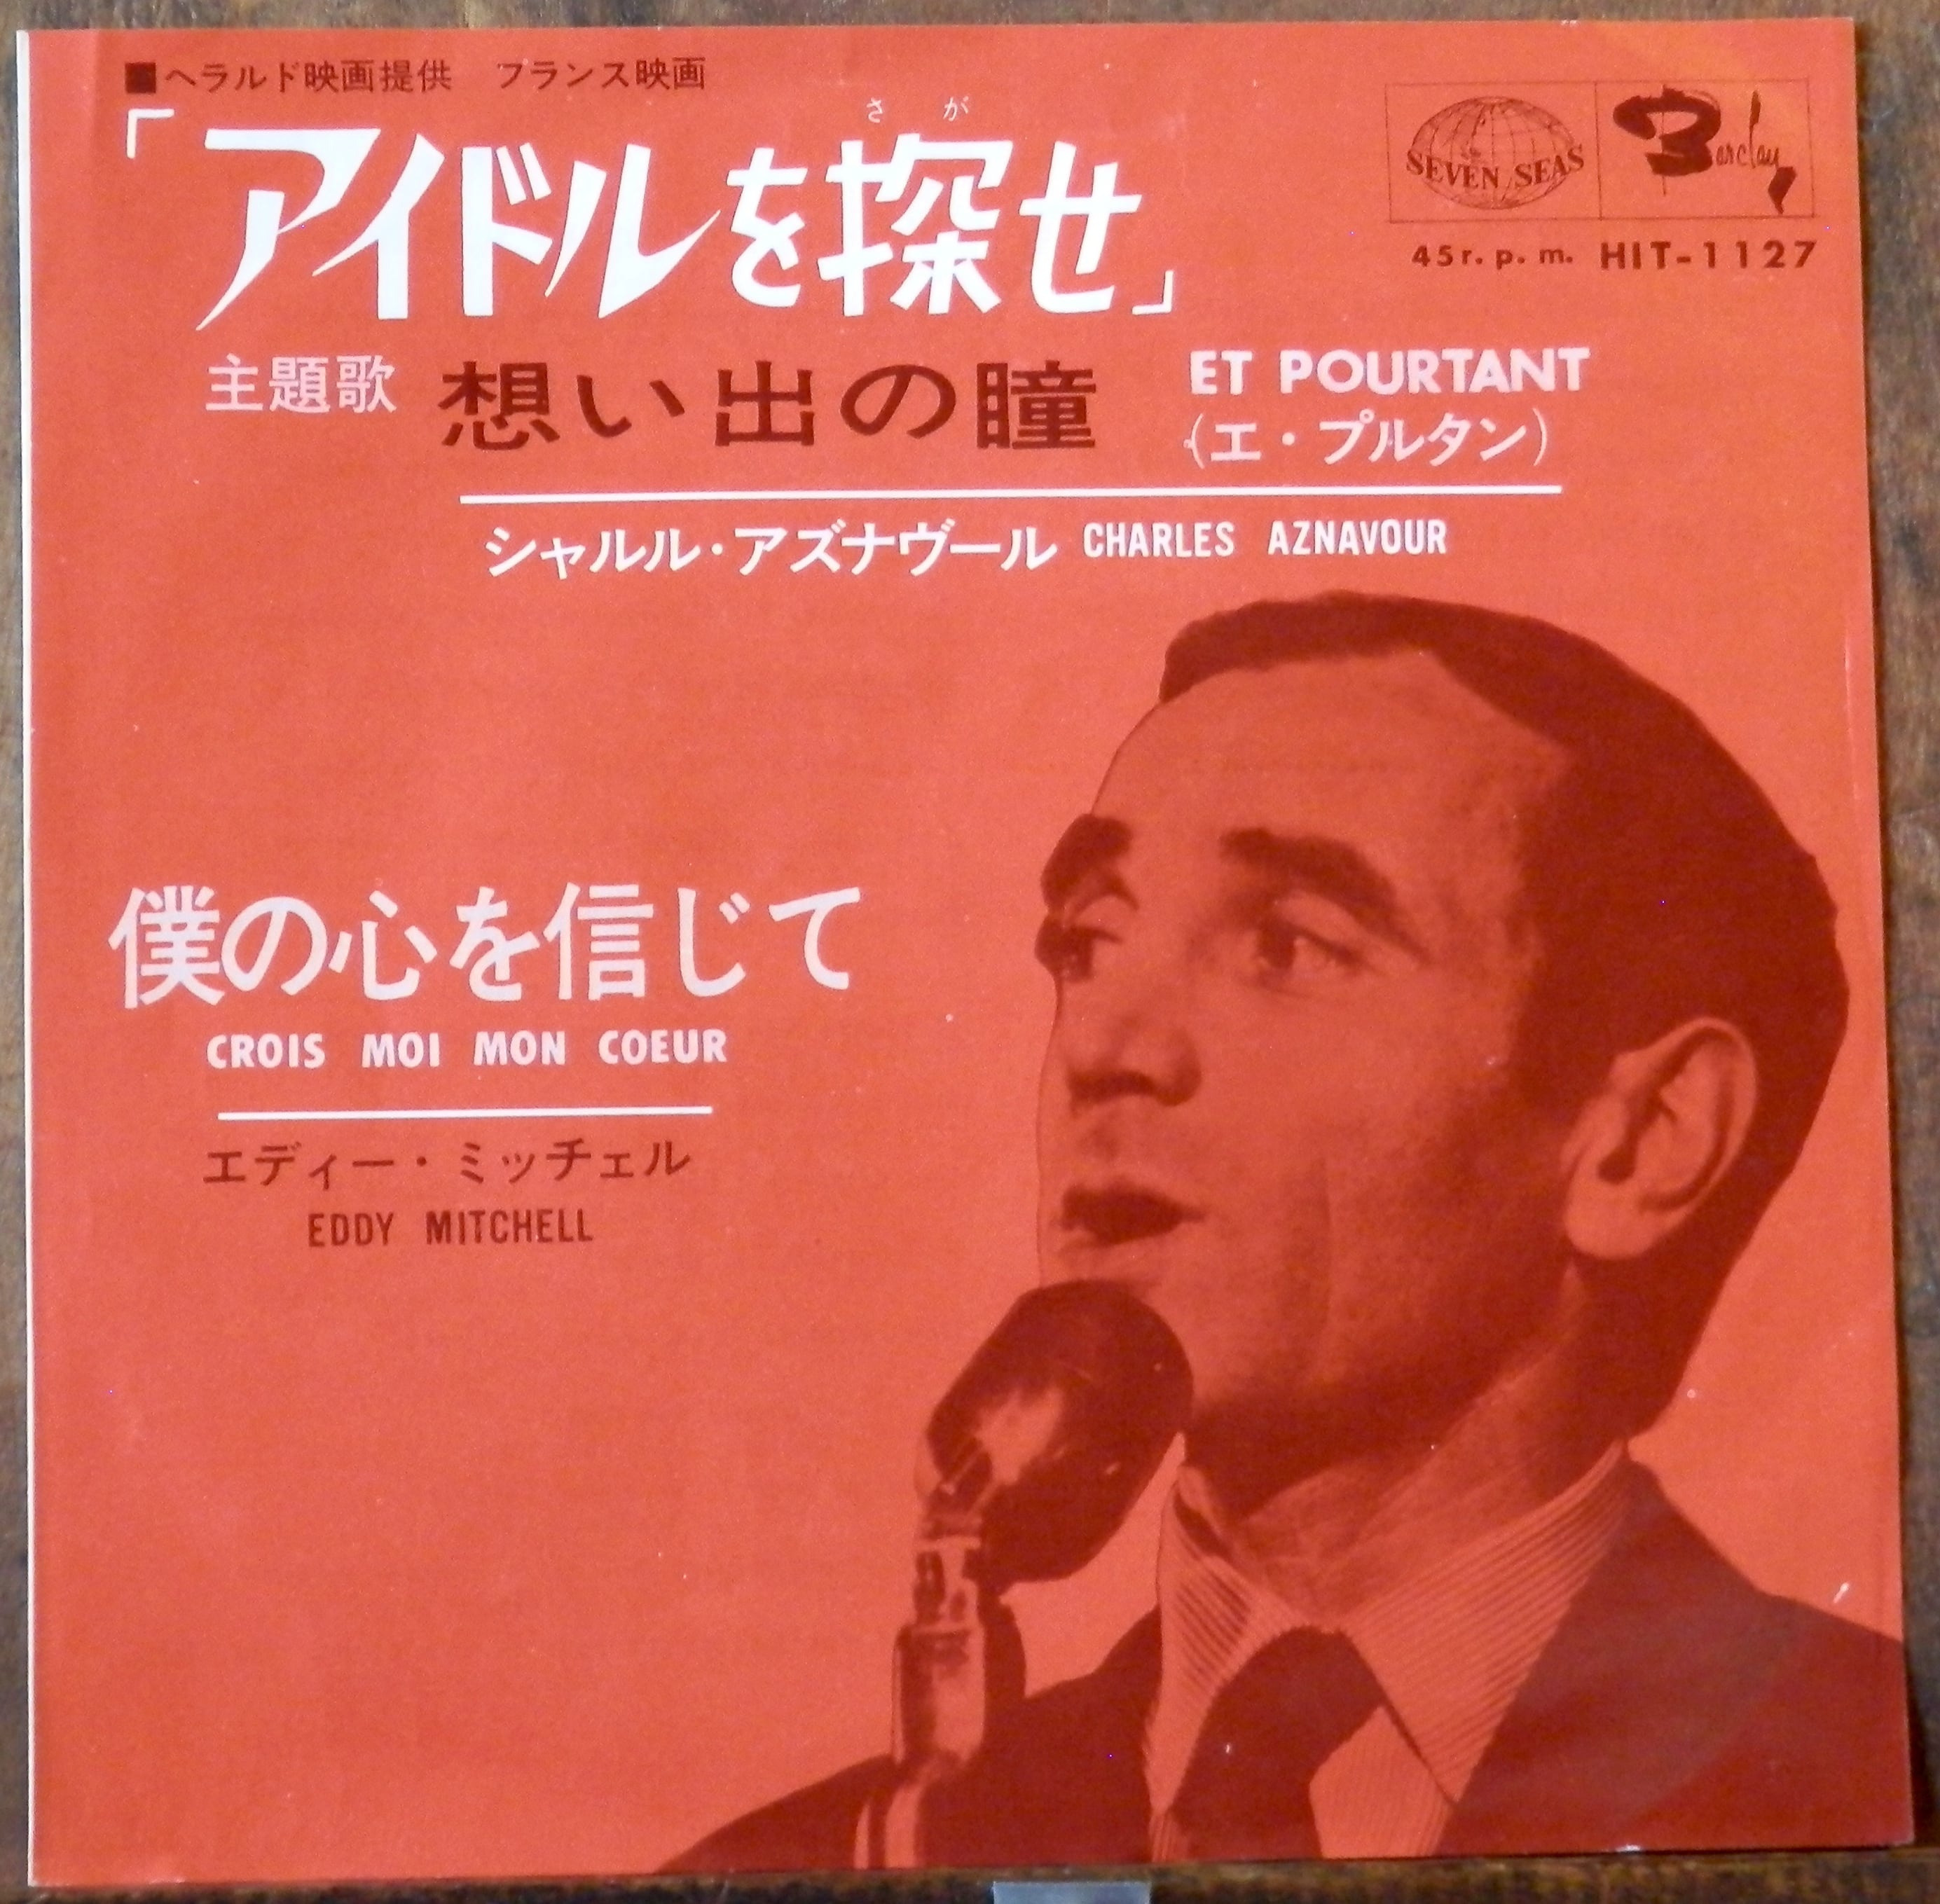 ■ヘラルド映画提供 フランス映画
さが
「アイドルを探せ」
SEVEN SEAS
Barclay
45 r. p. m. HIT-1127
主題歌 想い出の瞳 ET POURTANT
(エ・プルタン)
シャルル・アズナヴール CHARLES AZNAVOUR
僕の心を信じて
CROIS MOI MON COEUR
エディー・ミッチェル
EDDY MITCHELL